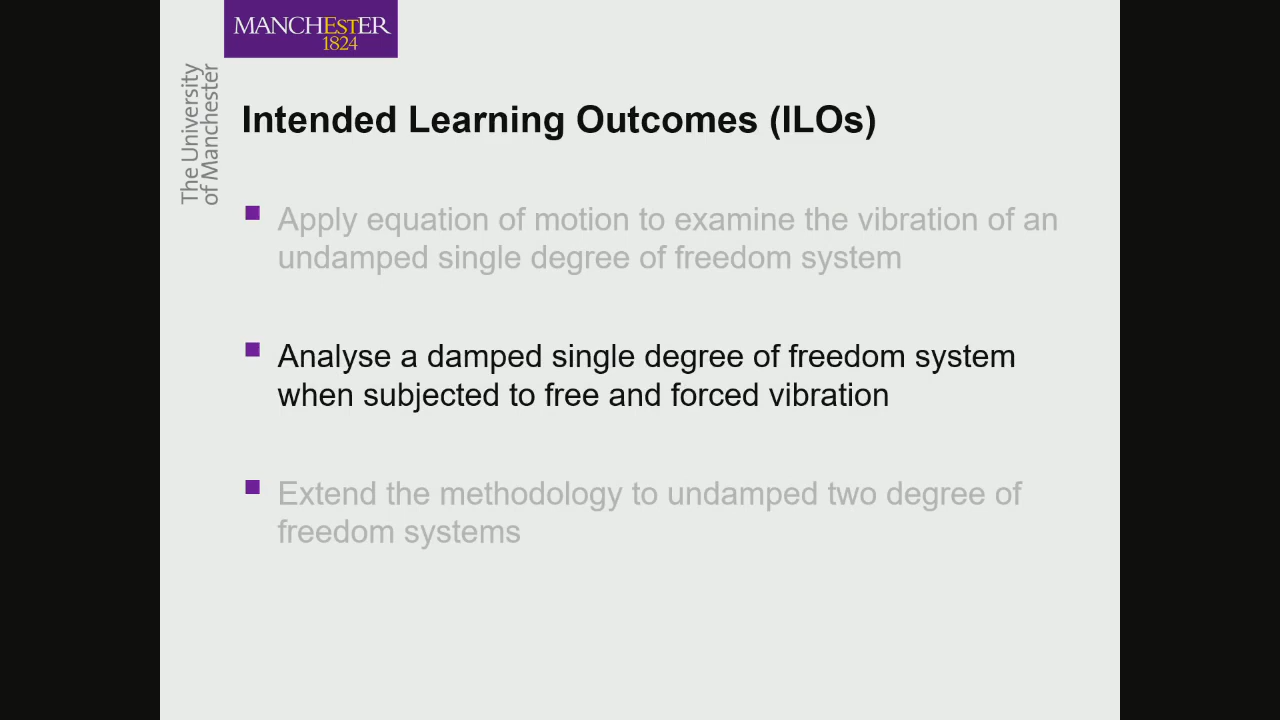 MANCHESTER
1824
The University
of Manchester
Intended Learning Outcomes (ILOs)
Apply equation of motion to examine the vibration of an
undamped single degree of freedom system
Analyse a damped single degree of freedom system
when subjected to free and forced vibration
Extend the methodology to undamped two degree of
freedom systems